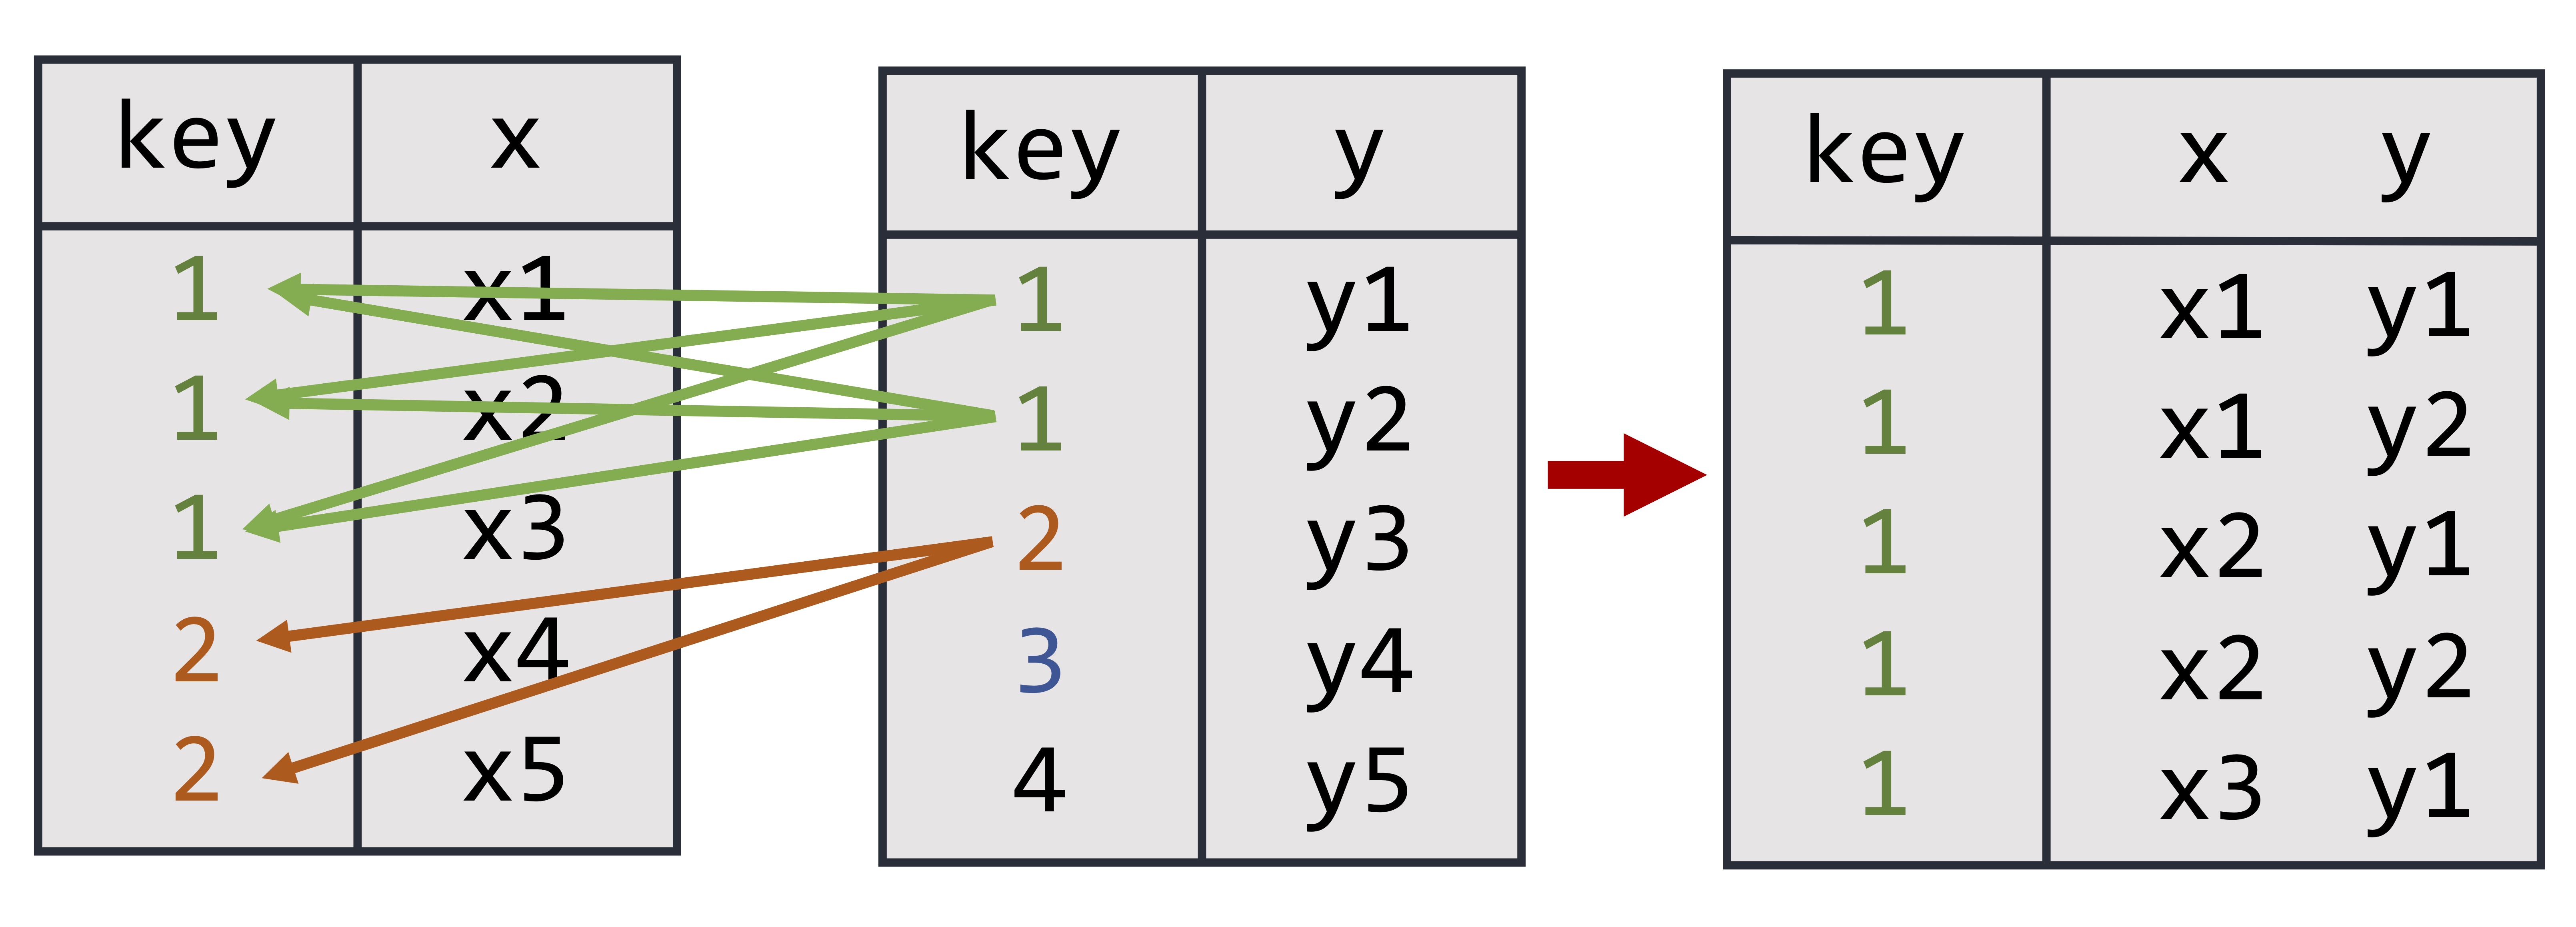 key x
1 x1
1 x2
1 x3
2 x4
2 x5
key y
1 y1
1 y2
2 y3
3 y4
4 y5
key x y
1 x1 y1
1 x1 y2
1 x2 y1
1 x2 y2
1 x3 y1